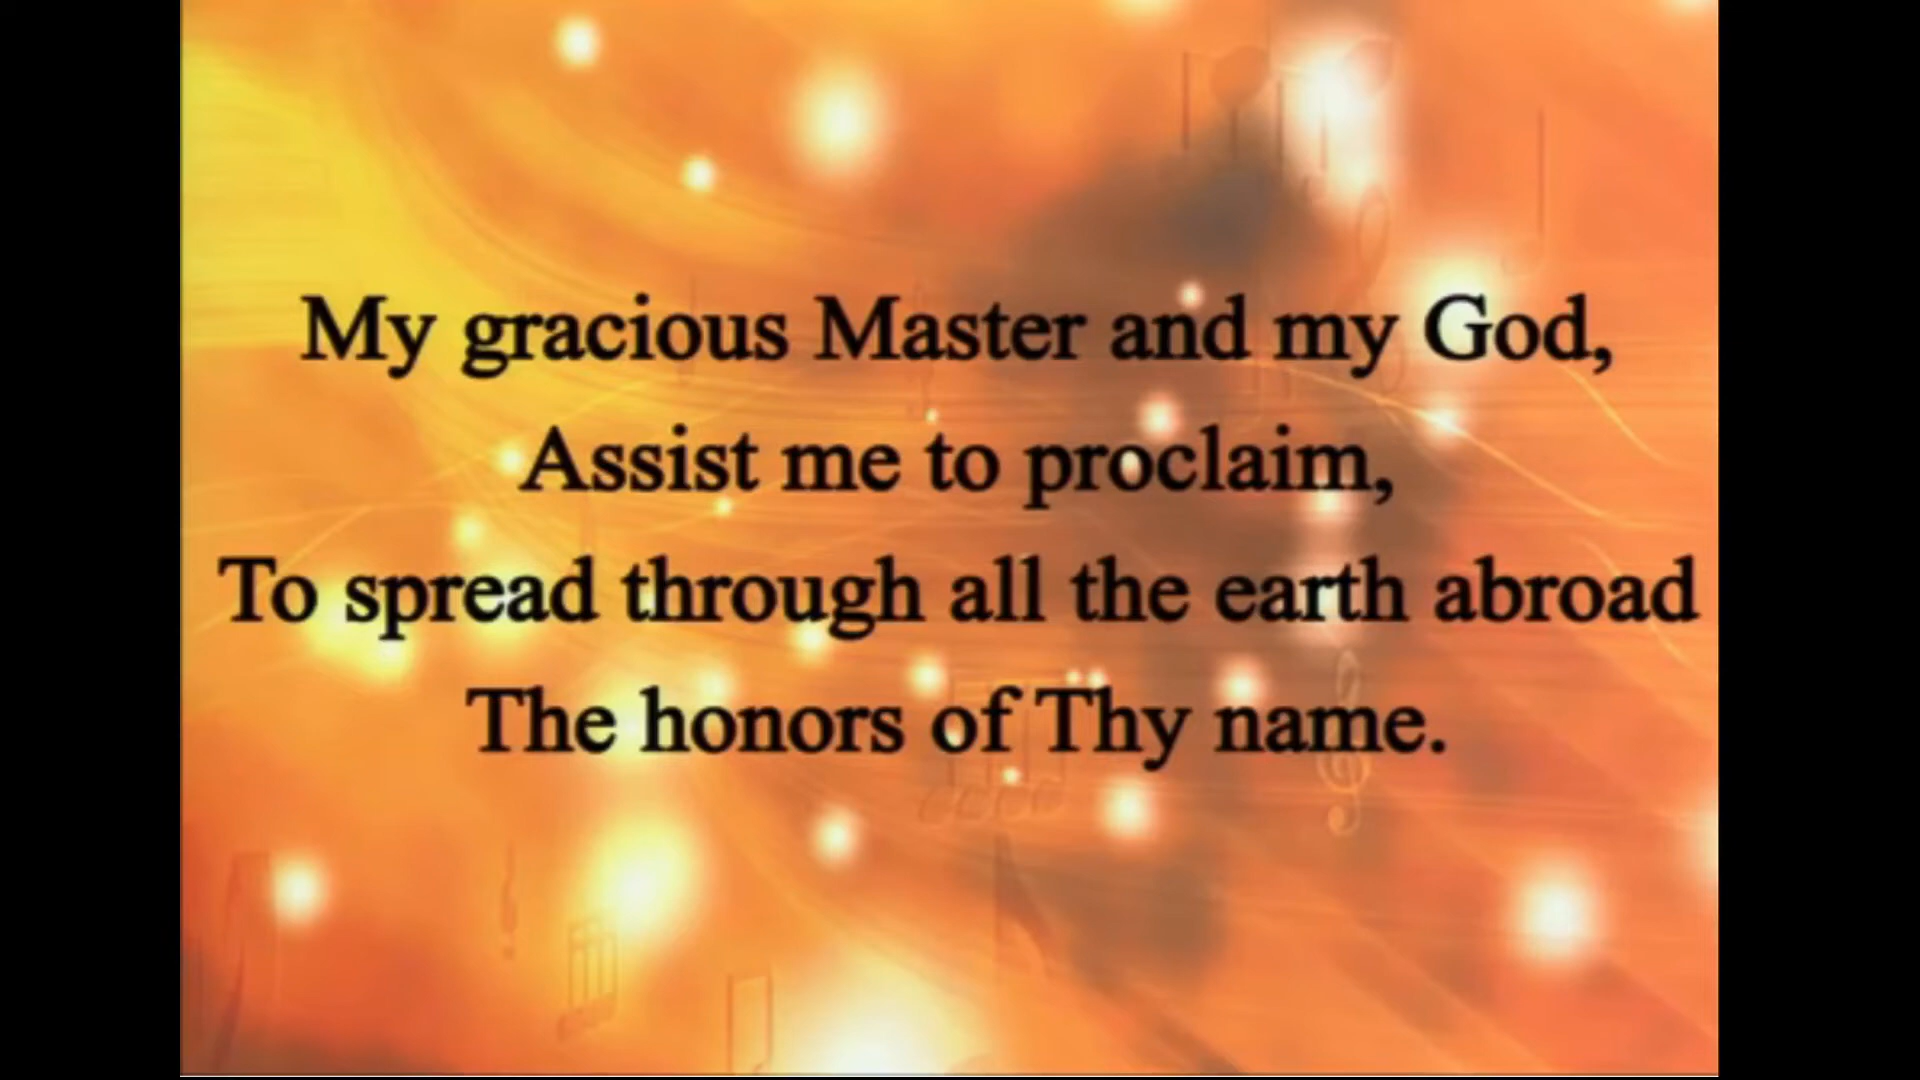 My gracious Master and my God,
Assist me to proclaim,
To spread through all the earth abroad
The honors of Thy name.